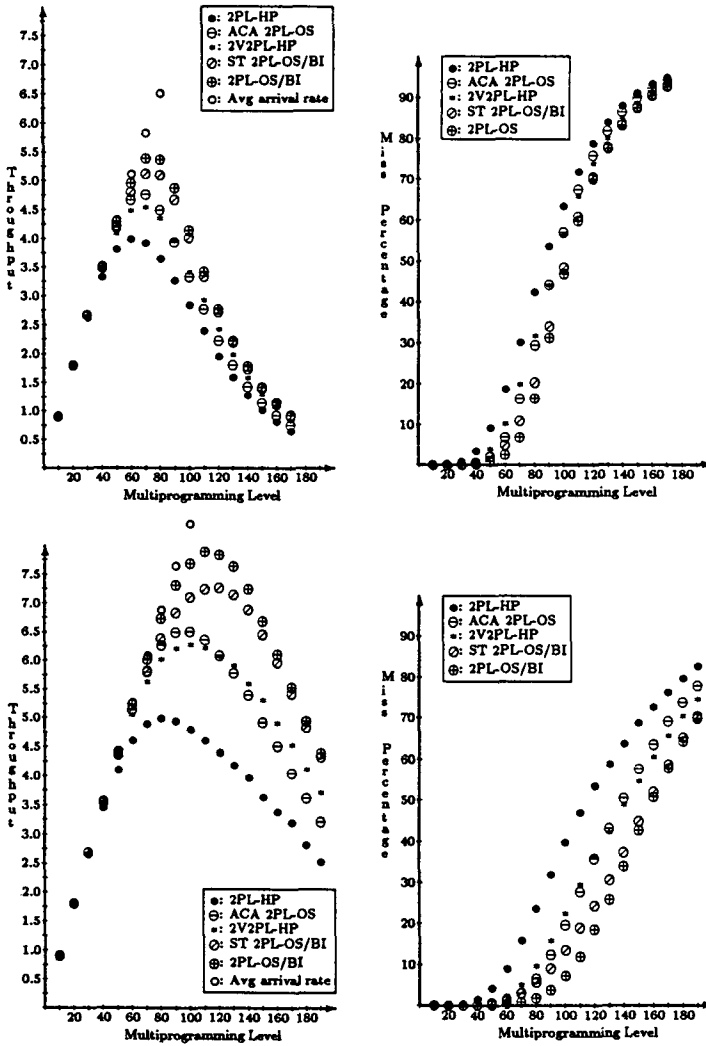 ●: 2PL-HP
⊖: ACA 2PL-OS
*: 2V2PL-HP
⊘: ST 2PL-OS/BI
⊕: 2PL-OS/BI
○: Avg arrival rate
7.5
7.0
6.5
6.0
5.5
5.0
4.5
4.0
3.5
3.0
2.5
2.0
1.5
1.0
0.5
Throughput
20 40 60 80 100 120 140 160 180
Multiprogramming Level
●: 2PL-HP
⊖: ACA 2PL-OS
*: 2V2PL-HP
⊘: ST 2PL-OS/BI
⊕: 2PL-OS
90
80
70
60
50
40
30
20
10
Miss Percentage
20 40 60 80 100 120 140 160 180
Multiprogramming Level
7.5
7.0
6.5
6.0
5.5
5.0
4.5
4.0
3.5
3.0
2.5
2.0
1.5
1.0
0.5
Throughput
●: 2PL-HP
⊖: ACA 2PL-OS
*: 2V2PL-HP
⊘: ST 2PL-OS/BI
⊕: 2PL-OS/BI
○: Avg arrival rate
20 40 60 80 100 120 140 160 180
Multiprogramming Level
●: 2PL-HP
⊖: ACA 2PL-OS
*: 2V2PL-HP
⊘: ST 2PL-OS/BI
⊕: 2PL-OS/BI
90
80
70
60
50
40
30
20
10
Miss Percentage
20 40 60 80 100 120 140 160 180
Multiprogramming Level